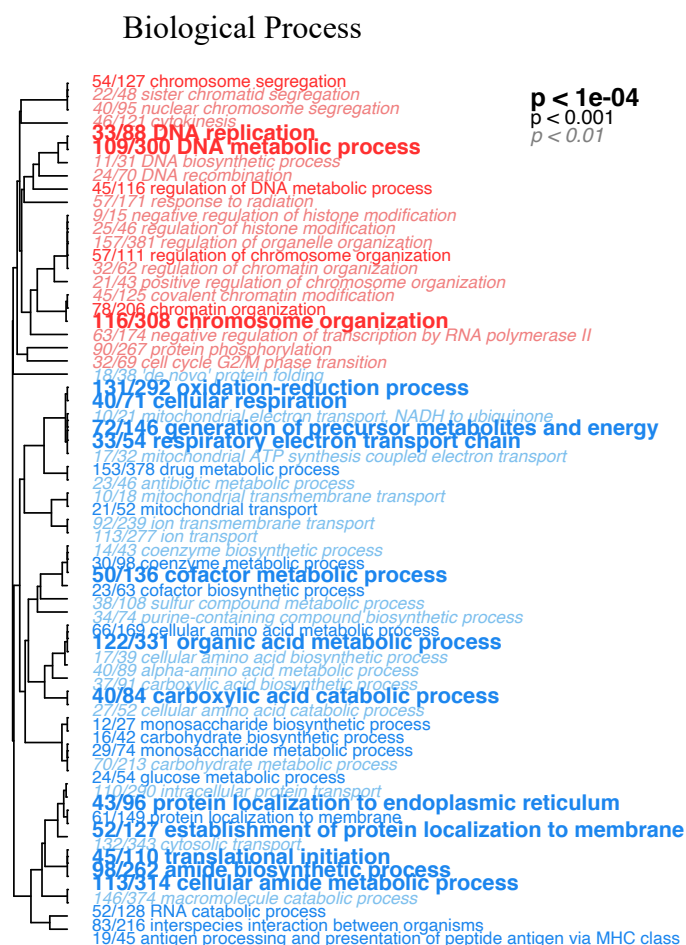 Biological Process
54/127 chromosome segregation
22/48 sister chromatid segregation
40/95 nuclear chromosome segregation
46/121 cytokinesis
33/88 DNA replication
109/300 DNA metabolic process
11/31 DNA biosynthetic process
24/70 DNA recombination
45/116 regulation of DNA metabolic process
57/171 response to radiation
9/15 negative regulation of histone modification
25/46 regulation of histone modification
157/381 regulation of organelle organization
57/111 regulation of chromosome organization
32/62 regulation of chromatin organization
21/43 positive regulation of chromosome organization
45/125 covalent chromatin modification
78/206 chromatin organization
116/308 chromosome organization
63/174 negative regulation of transcription by RNA polymerase II
90/267 protein phosphorylation
32/69 cell cycle G2/M phase transition
18/38 'de novo' protein folding
131/292 oxidation-reduction process
40/71 cellular respiration
10/21 mitochondrial electron transport, NADH to ubiquinone
72/146 generation of precursor metabolites and energy
33/54 respiratory electron transport chain
17/32 mitochondrial ATP synthesis coupled electron transport
153/378 drug metabolic process
23/46 antibiotic metabolic process
10/18 mitochondrial transmembrane transport
21/52 mitochondrial transport
92/239 ion transmembrane transport
113/277 ion transport
14/43 coenzyme biosynthetic process
30/98 coenzyme metabolic process
50/136 cofactor metabolic process
23/63 cofactor biosynthetic process
38/108 sulfur compound metabolic process
34/74 purine-containing compound biosynthetic process
66/169 cellular amino acid metabolic process
122/331 organic acid metabolic process
17/39 cellular amino acid biosynthetic process
40/89 alpha-amino acid metabolic process
37/91 carboxylic acid biosynthetic process
40/84 carboxylic acid catabolic process
27/52 cellular amino acid catabolic process
12/27 monosaccharide biosynthetic process
16/42 carbohydrate biosynthetic process
29/74 monosaccharide metabolic process
70/213 carbohydrate metabolic process
24/54 glucose metabolic process
110/290 intracellular protein transport
43/96 protein localization to endoplasmic reticulum
61/149 protein localization to membrane
52/127 establishment of protein localization to membrane
132/343 cytosolic transport
45/110 translational initiation
98/262 amide biosynthetic process
113/314 cellular amide metabolic process
146/374 macromolecule catabolic process
52/128 RNA catabolic process
83/216 interspecies interaction between organisms
19/45 antigen processing and presentation of peptide antigen via MHC class
p < 1e-04
p < 0.001
p < 0.01